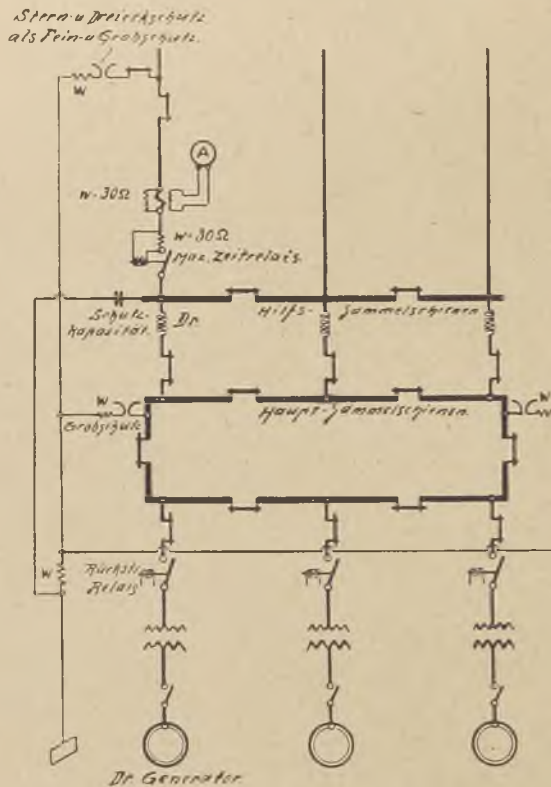 Stern-u Dreieckschutz
als Fein-u Grobschutz.
W
A
W-30Ω
W-30Ω
Max. Zeitrelais.
Schutz-
Kapazität.
Dr.
Hilfs-
Sammelschienen
W
Grobschutz
Haupt-Sammelschienen.
W
W
Rückstr.
Relais
Dr. Generator.